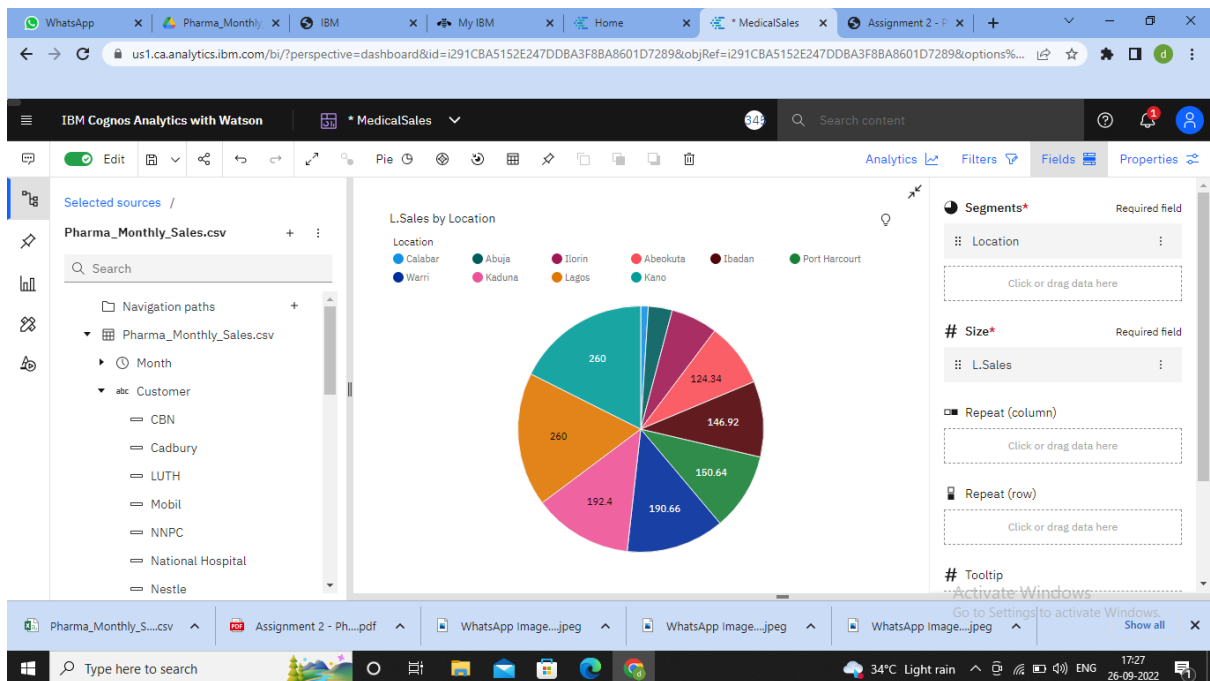 WhatsApp
Pharma_Monthly
IBM
My IBM
Home
* MedicalSales
Assignment 2 - P
us1.ca.analytics.ibm.com/bi/?perspective=dashboard&id=i291CBA5152E247DDBA3F8BA8601D7289&objRef=i291CBA5152E247DDBA3F8BA8601D7289&options%...
d
IBM Cognos Analytics with Watson
* MedicalSales
Search content
1
Edit
Pie
Analytics
Filters
Fields
Properties
Selected sources /
Pharma_Monthly_Sales.csv
Search
Navigation paths
Pharma_Monthly_Sales.csv
Month
abc Customer
CBN
Cadbury
LUTH
Mobil
NNPC
National Hospital
Nestle
L.Sales by Location
Location
Calabar Abuja Ilorin Abeokuta Ibadan Port Harcourt
Warri Kaduna Lagos Kano
260
124.34
146.92
260
150.64
192.4
190.66
Segments* Required field
Location
Click or drag data here
# Size* Required field
L.Sales
Repeat (column)
Click or drag data here
Repeat (row)
Click or drag data here
# Tooltip
Activate Windows
Go to Settings to activate Windows.
Pharma_Monthly_S....csv
PDF
Assignment 2 - Ph....pdf
WhatsApp Image....jpeg
WhatsApp Image....jpeg
WhatsApp Image....jpeg
Show all
Type here to search
34°C Light rain
ENG
17:27
26-09-2022
1